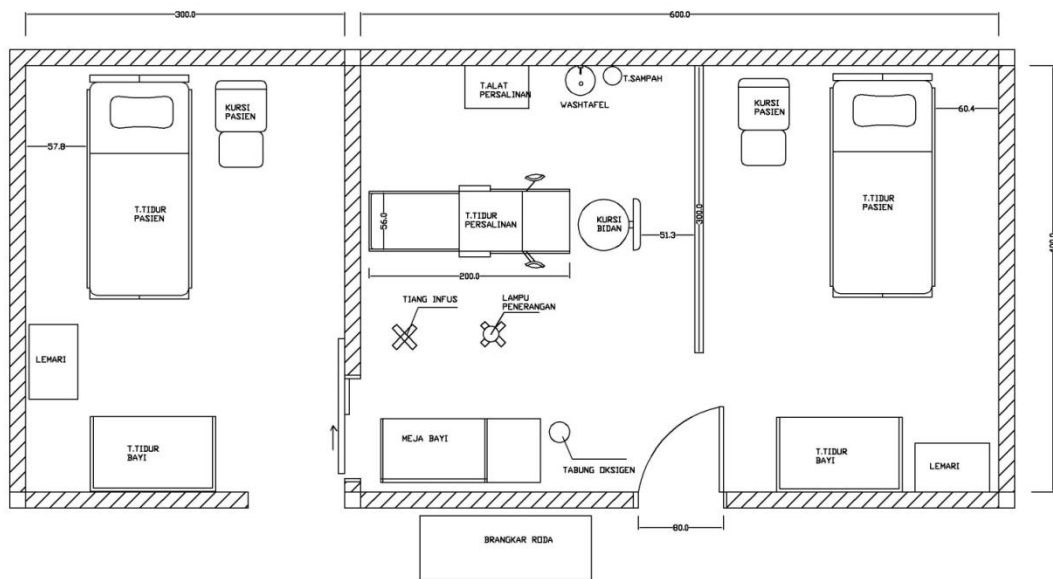 300.0
600.0
KURSI
PASIEN
57.8
T.TIDUR
PASIEN
LEMARI
T.TIDUR
BAYI
T.ALAT
PERSALINAN
WASHTAFEL
T.SAMPAH
56.0
T.TIDUR
PERSALINAN
KURSI
BIDAN
51.3
300.0
200.0
TIANG INFUS
LAMPU
PENERANGAN
MEJA BAYI
TABUNG OKSIGEN
KURSI
PASIEN
60.4
T.TIDUR
PASIEN
400.0
T.TIDUR
BAYI
LEMARI
80.0
BRANGKAR RODA